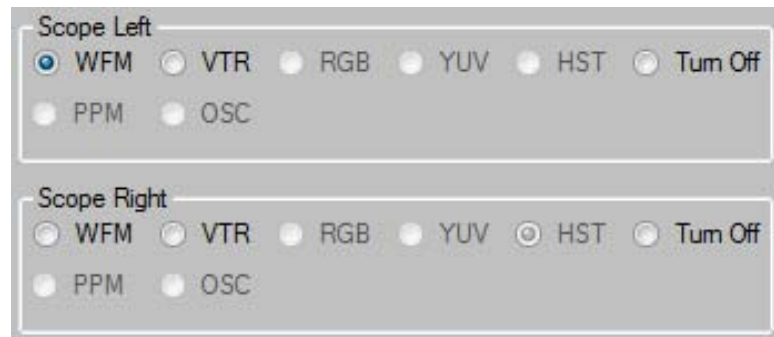 Scope Left
WFM VTR RGB YUV HST Turn Off
PPM OSC
Scope Right
WFM VTR RGB YUV HST Turn Off
PPM OSC